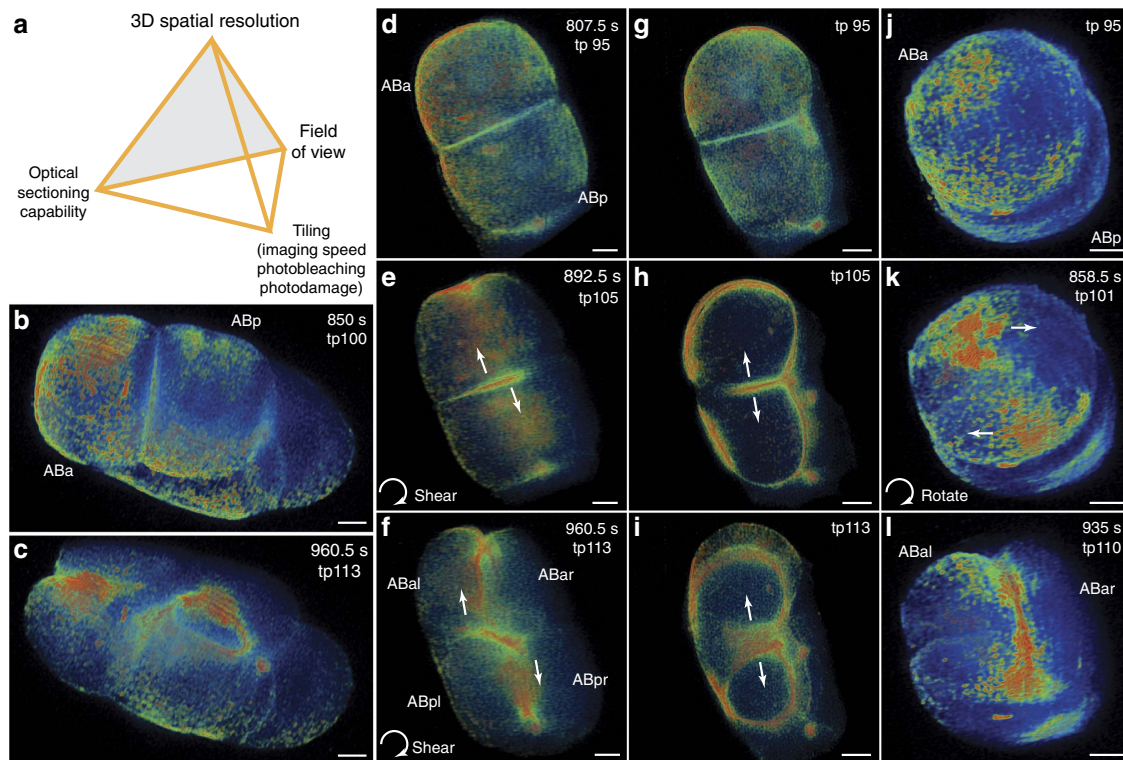 a
3D spatial resolution
Field
of view
Optical
sectioning
capability
Tiling
(imaging speed
photobleaching
photodamage)
b
ABp
850 s
tp100
ABa
c
960.5 s
tp113
d
807.5 s
tp 95
ABa
ABp
e
892.5 s
tp105
Shear
f
960.5 s
tp113
ABal
ABar
ABpl
ABpr
Shear
g
tp 95
h
tp105
i
tp113
j
tp 95
ABa
ABp
k
858.5 s
tp101
Rotate
l
935 s
tp110
ABal
ABar